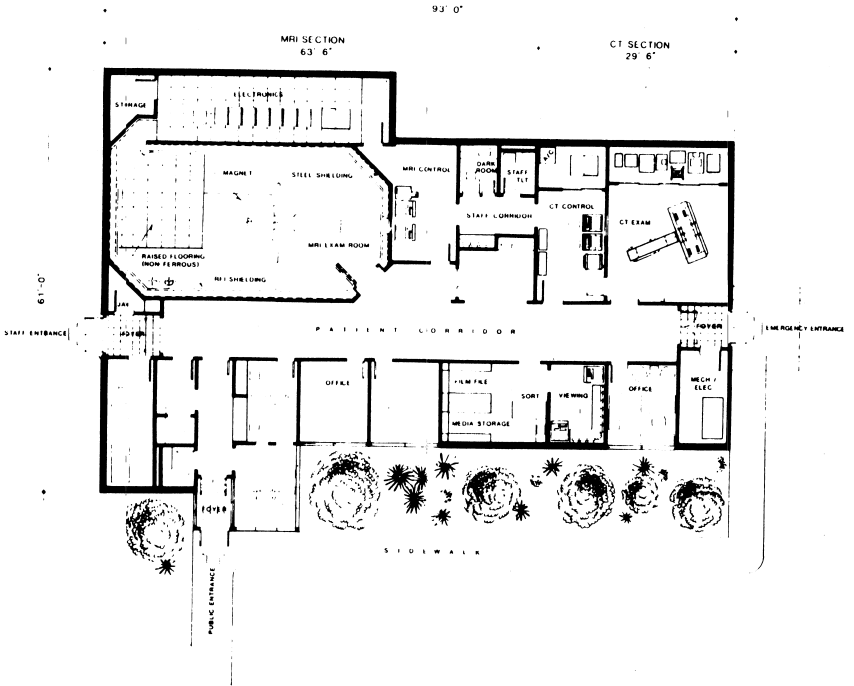 93' 0"
MRI SECTION
63' 6"
CT SECTION
29' 6"
STORAGE
ELECTRONICS
MAGNET
STEEL SHIELDING
MRI CONTROL
DARK
ROOM
STAFF
TLT
A/C
STAFF CORRIDOR
CT CONTROL
CT EXAM
MRI EXAM ROOM
RAISED FLOORING
(NON FERROUS)
RFI SHIELDING
61'-0"
JAN
STAFF ENTRANCE
FOYER
PATIENT CORRIDOR
FOYER
EMERGENCY ENTRANCE
OFFICE
FILM FILE
SORT
VIEWING
OFFICE
MECH /
ELEC
MEDIA STORAGE
FOYER
SIDEWALK
PUBLIC ENTRANCE